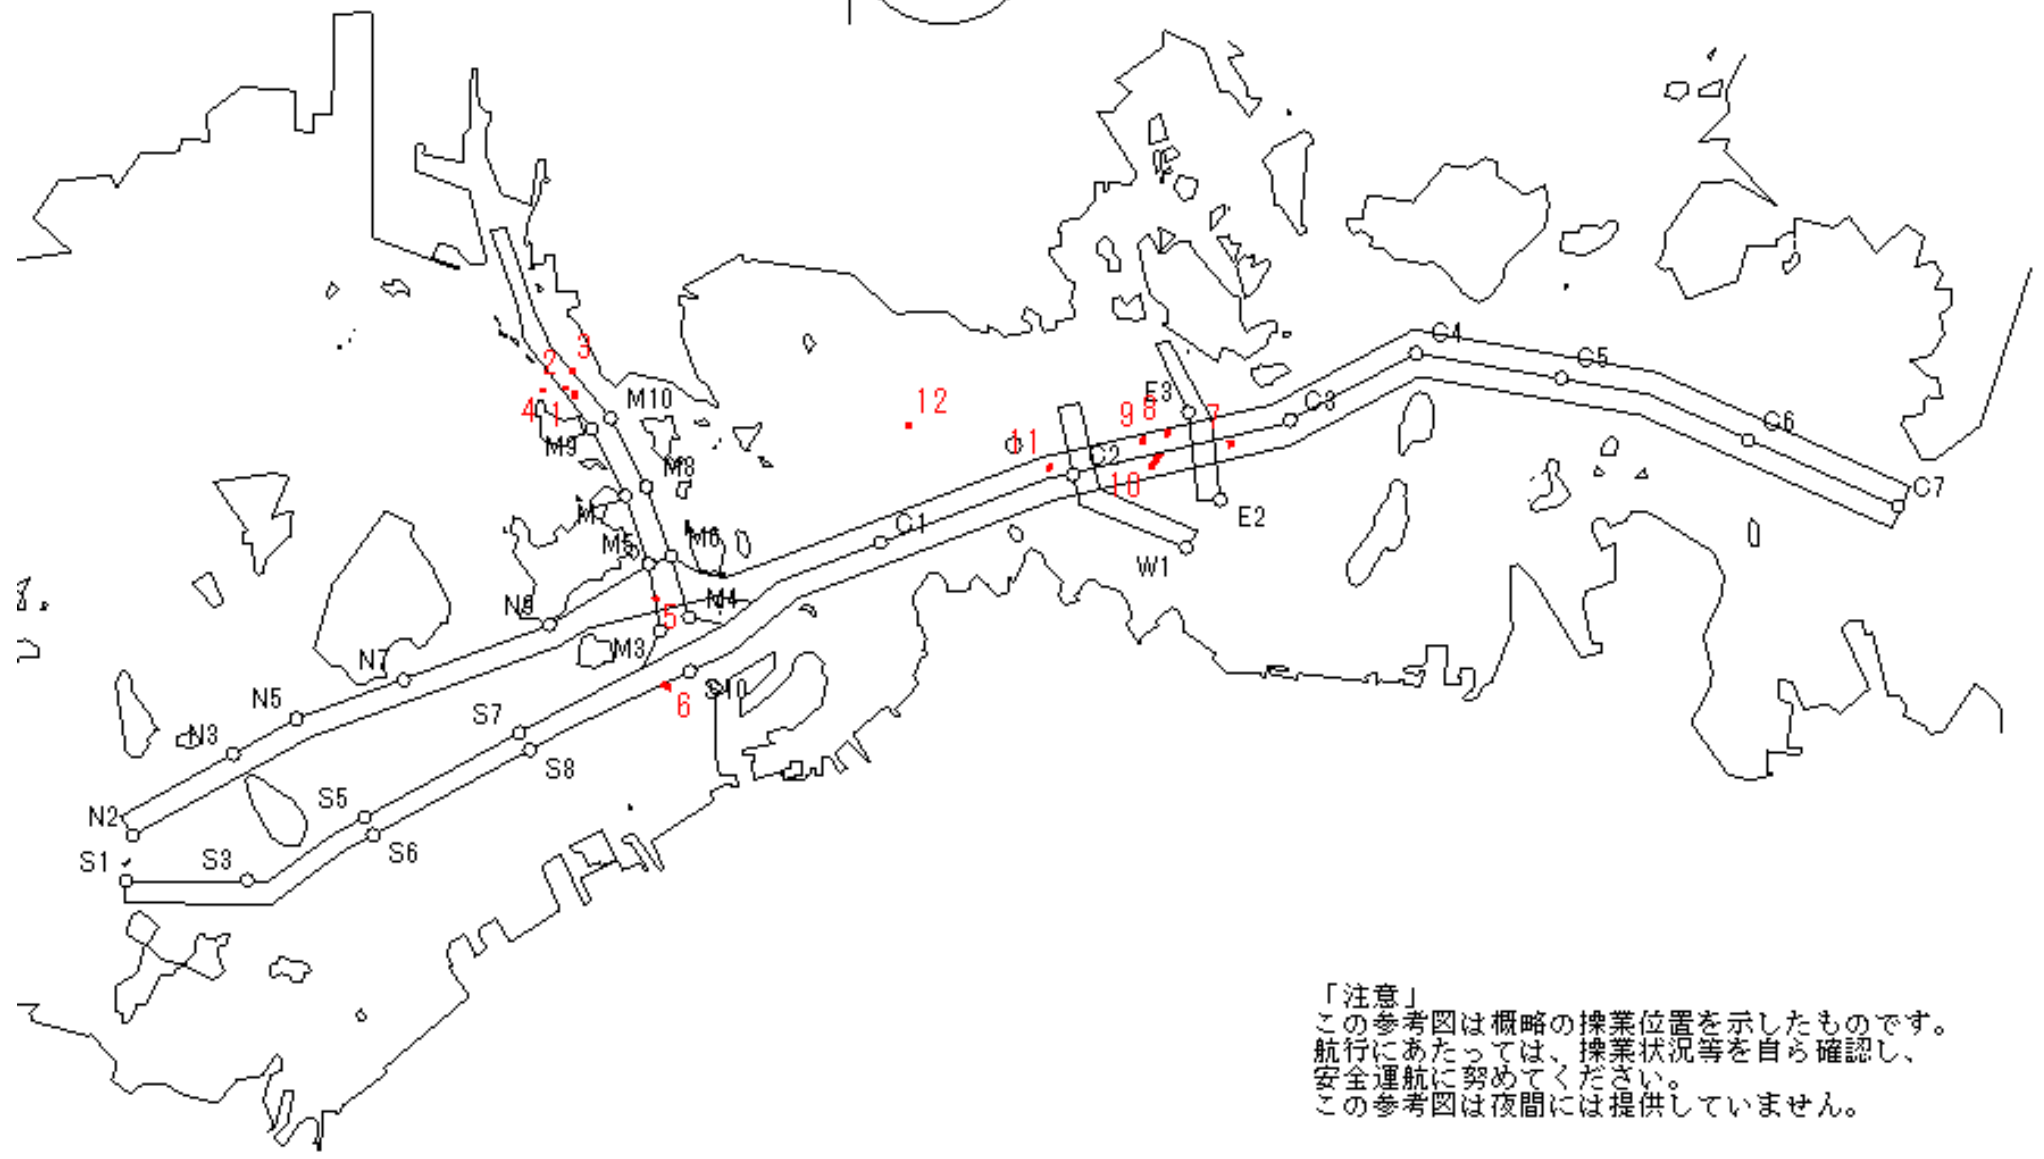 C4
3
C5
2
M10
4
1
12
E3
9
8
7
C3
M9
11
C6
M8
C2
10
C7
M7
E2
C1
M5
M6
W1
N9
M4
5
M3
N7
S10
N5
6
S7
N3
S8
S5
N2
S1
S3
S6
「注意」
この参考図は概略の操業位置を示したものです。
航行にあたっては、操業状況等を自ら確認し、
安全運航に努めてください。
この参考図は夜間には提供していません。